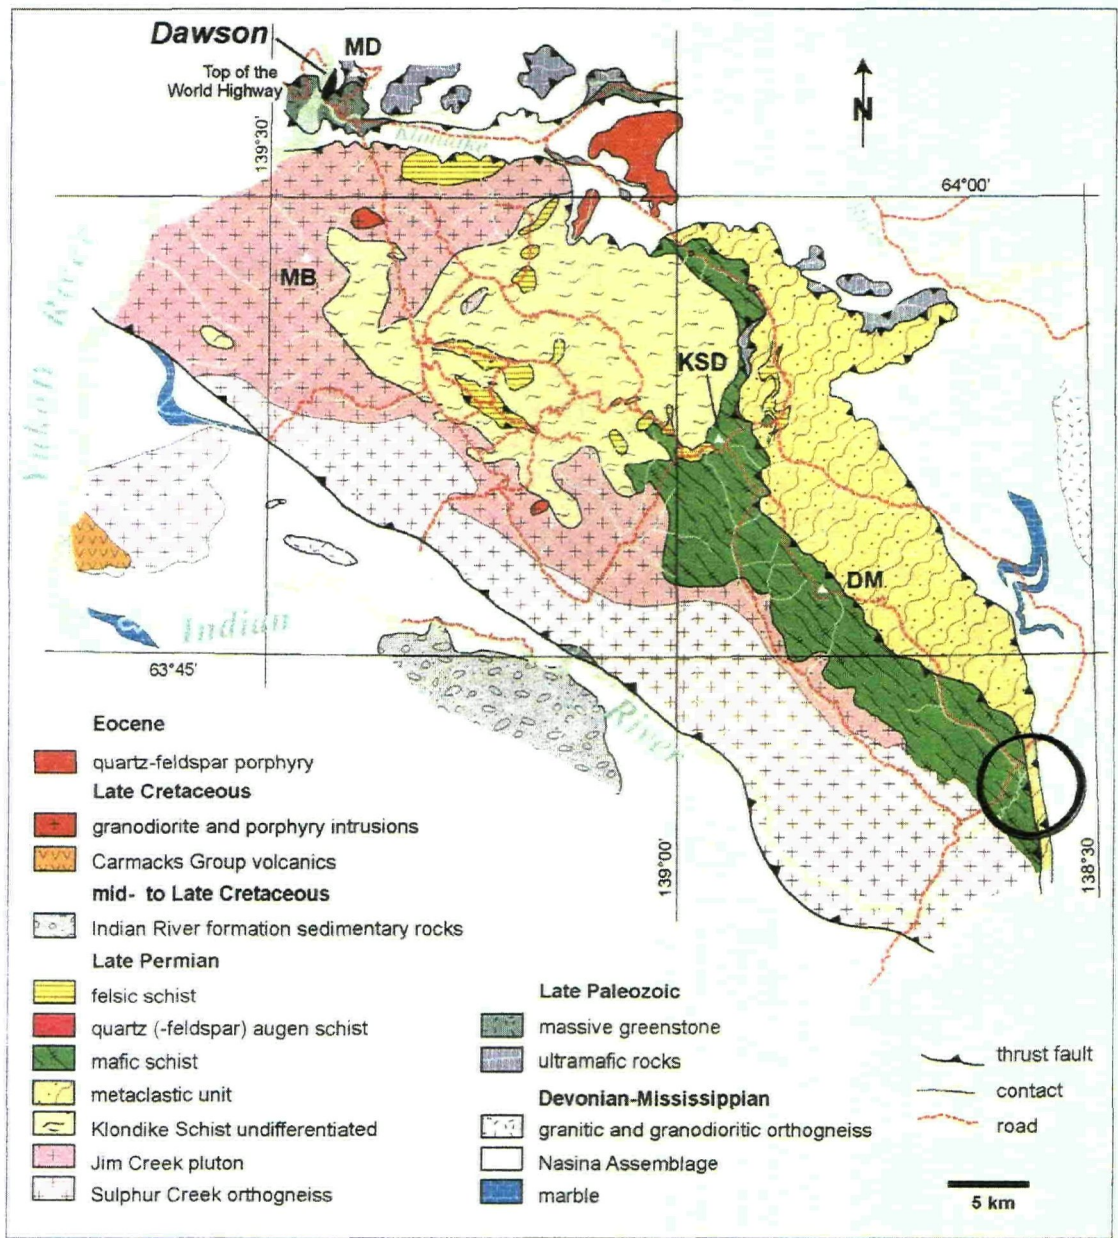 Dawson
MD
Top of the
World Highway
N
139°30'
Klondike
64°00'
Yukon River
MB
KSD
DM
Indian
River
63°45'
139°00'
138°30'
Eocene
quartz-feldspar porphyry
Late Cretaceous
granodiorite and porphyry intrusions
Carmacks Group volcanics
mid- to Late Cretaceous
Indian River formation sedimentary rocks
Late Permian
felsic schist
quartz (-feldspar) augen schist
mafic schist
metaclastic unit
Klondike Schist undifferentiated
Jim Creek pluton
Sulphur Creek orthogneiss
Late Paleozoic
massive greenstone
ultramafic rocks
Devonian-Mississippian
granitic and granodioritic orthogneiss
Nasina Assemblage
marble
thrust fault
contact
road
5 km